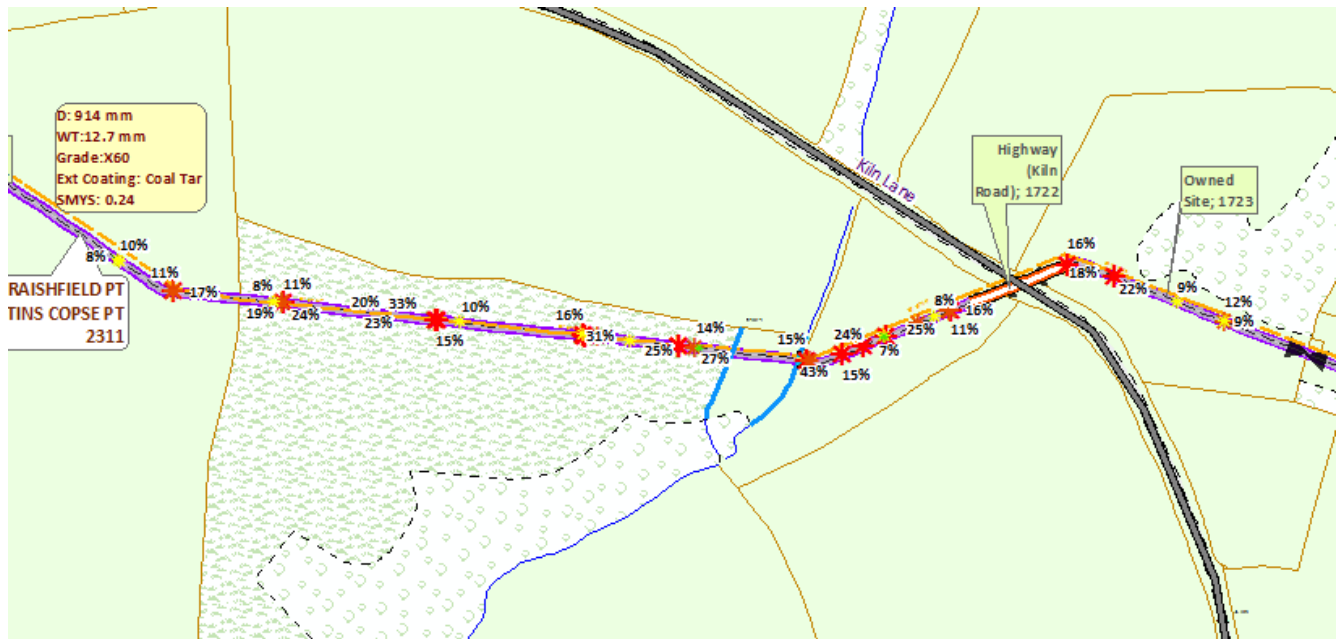 D: 914 mm
WT:12.7 mm
Grade:X60
Ext Coating: Coal Tar
SMYS: 0.24
RAISHFIELD PT
TINS COPSE PT
2311
Kiln Lane
Highway
(Kiln
Road); 1722
Owned
Site; 1723
10%
8%
11%
17%
8%
11%
19%
24%
20%
33%
23%
10%
15%
16%
31%
25%
14%
27%
15%
43%
24%
15%
7%
8%
25%
16%
11%
16%
18%
22%
9%
12%
9%